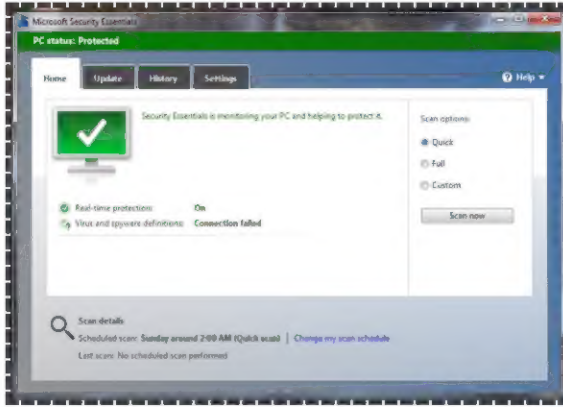 Microsoft Security Essentials
PC status: Protected
Home Update History Settings Help
Security Essentials is monitoring your PC and helping to protect it.
Scan options:
Quick
Full
Custom
Scan now
Real-time protection: On
Virus and spyware definitions: Connection failed
Scan details
Scheduled scan: Sunday around 2:00 AM (Quick scan) | Change my scan schedule
Last scan: No scheduled scan performed